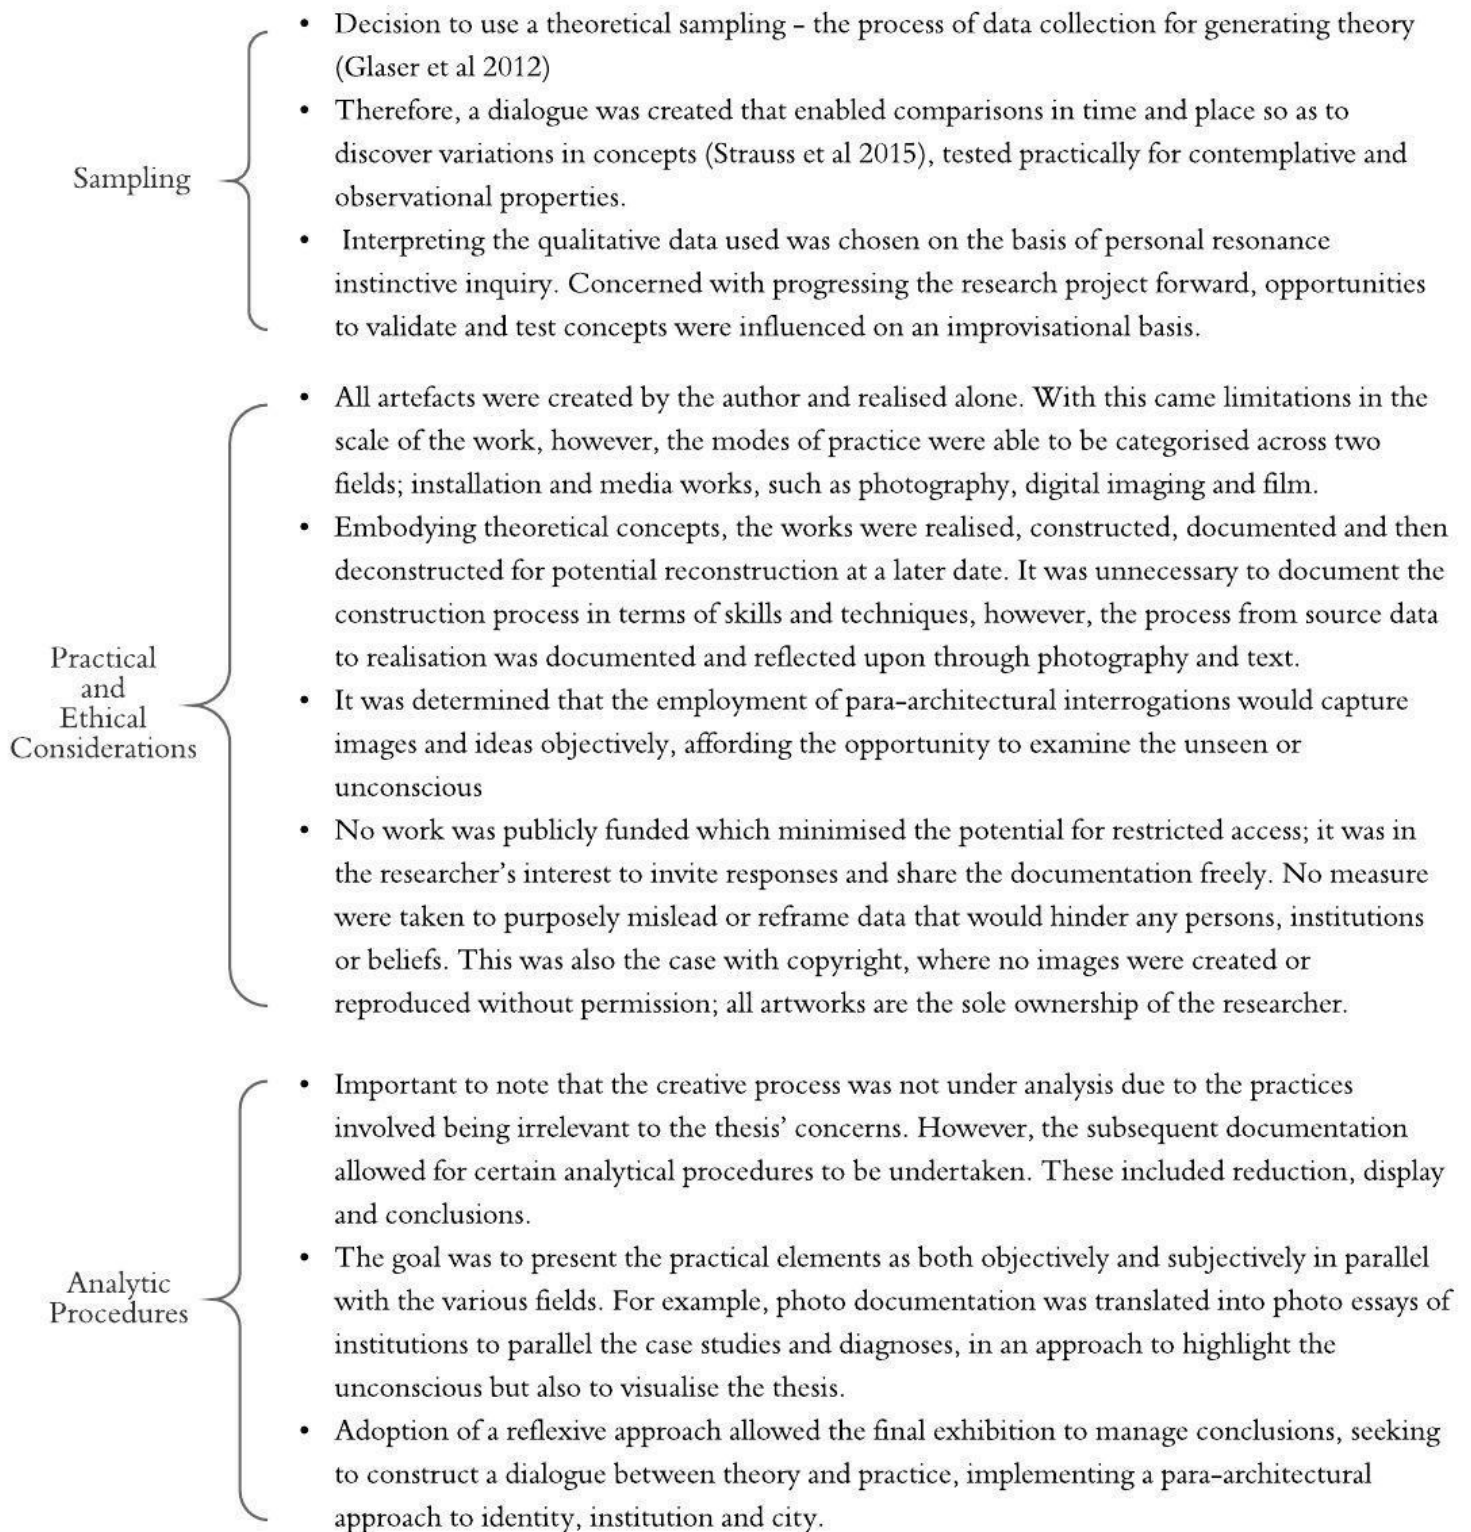 Sampling
• Decision to use a theoretical sampling – the process of data collection for generating theory
(Glaser et al 2012)
• Therefore, a dialogue was created that enabled comparisons in time and place so as to
discover variations in concepts (Strauss et al 2015), tested practically for contemplative and
observational properties.
• Interpreting the qualitative data used was chosen on the basis of personal resonance
instinctive inquiry. Concerned with progressing the research project forward, opportunities
to validate and test concepts were influenced on an improvisational basis.
Practical
and
Ethical
Considerations
• All artefacts were created by the author and realised alone. With this came limitations in the
scale of the work, however, the modes of practice were able to be categorised across two
fields; installation and media works, such as photography, digital imaging and film.
• Embodying theoretical concepts, the works were realised, constructed, documented and then
deconstructed for potential reconstruction at a later date. It was unnecessary to document the
construction process in terms of skills and techniques, however, the process from source data
to realisation was documented and reflected upon through photography and text.
• It was determined that the employment of para-architectural interrogations would capture
images and ideas objectively, affording the opportunity to examine the unseen or
unconscious
• No work was publicly funded which minimised the potential for restricted access; it was in
the researcher's interest to invite responses and share the documentation freely. No measure
were taken to purposely mislead or reframe data that would hinder any persons, institutions
or beliefs. This was also the case with copyright, where no images were created or
reproduced without permission; all artworks are the sole ownership of the researcher.
Analytic
Procedures
• Important to note that the creative process was not under analysis due to the practices
involved being irrelevant to the thesis' concerns. However, the subsequent documentation
allowed for certain analytical procedures to be undertaken. These included reduction, display
and conclusions.
• The goal was to present the practical elements as both objectively and subjectively in parallel
with the various fields. For example, photo documentation was translated into photo essays of
institutions to parallel the case studies and diagnoses, in an approach to highlight the
unconscious but also to visualise the thesis.
• Adoption of a reflexive approach allowed the final exhibition to manage conclusions, seeking
to construct a dialogue between theory and practice, implementing a para-architectural
approach to identity, institution and city.